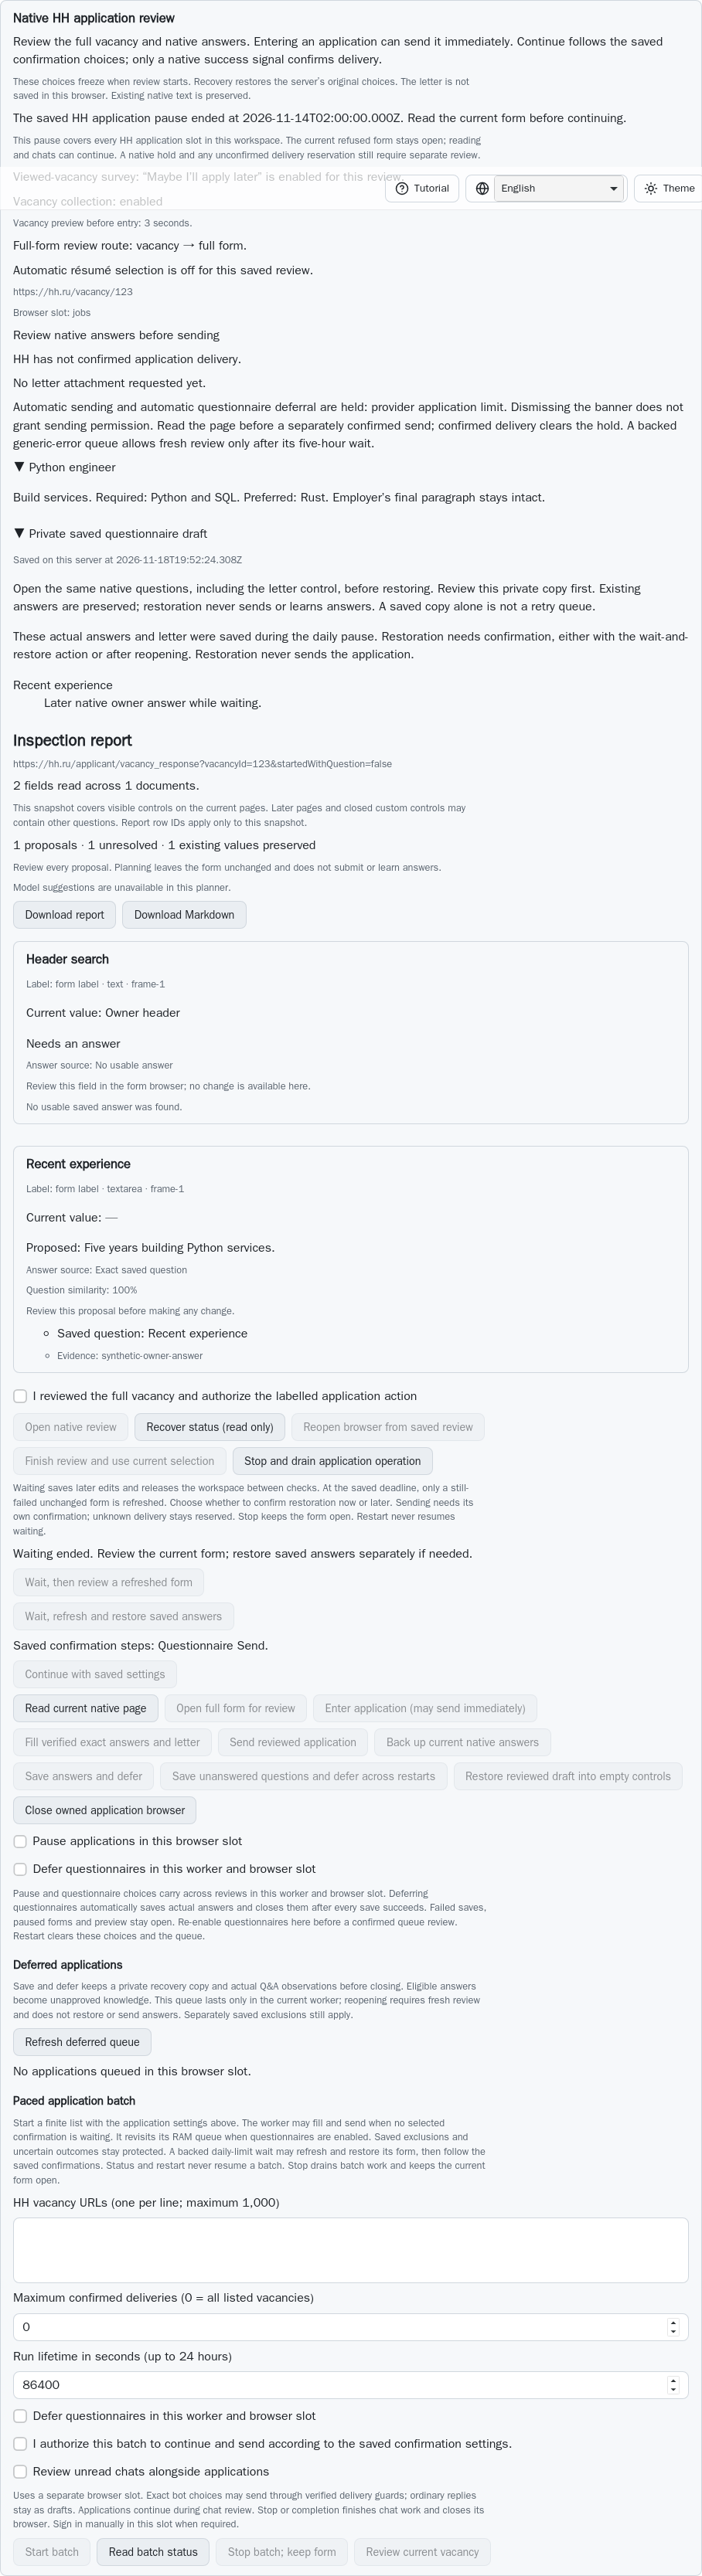 Native HH application review
Review the full vacancy and native answers. Entering an application can send it immediately. Continue follows the saved
confirmation choices; only a native success signal confirms delivery.
These choices freeze when review starts. Recovery restores the server's original choices. The letter is not
saved in this browser. Existing native text is preserved.
The saved HH application pause ended at 2026-11-14T02:00:00.000Z. Read the current form before continuing.
This pause covers every HH application slot in this workspace. The current refused form stays open; reading
and chats can continue. A native hold and any unconfirmed delivery reservation still require separate review.
Viewed-vacancy survey: "Maybe I'll apply later" is enabled for this review.
Tutorial
English
Theme
Vacancy collection: enabled
Vacancy preview before entry: 3 seconds.
Full-form review route: vacancy → full form.
Automatic résumé selection is off for this saved review.
https://hh.ru/vacancy/123
Browser slot: jobs
Review native answers before sending
HH has not confirmed application delivery.
No letter attachment requested yet.
Automatic sending and automatic questionnaire deferral are held: provider application limit. Dismissing the banner does not
grant sending permission. Read the page before a separately confirmed send; confirmed delivery clears the hold. A backed
generic-error queue allows fresh review only after its five-hour wait.
▼ Python engineer
Build services. Required: Python and SQL. Preferred: Rust. Employer's final paragraph stays intact.
▼ Private saved questionnaire draft
Saved on this server at 2026-11-18T19:52:24.308Z
Open the same native questions, including the letter control, before restoring. Review this private copy first. Existing
answers are preserved; restoration never sends or learns answers. A saved copy alone is not a retry queue.
These actual answers and letter were saved during the daily pause. Restoration needs confirmation, either with the wait-and-
restore action or after reopening. Restoration never sends the application.
Recent experience
Later native owner answer while waiting.
Inspection report
https://hh.ru/applicant/vacancy_response?vacancyId=123&startedWithQuestion=false
2 fields read across 1 documents.
This snapshot covers visible controls on the current pages. Later pages and closed custom controls may
contain other questions. Report row IDs apply only to this snapshot.
1 proposals · 1 unresolved · 1 existing values preserved
Review every proposal. Planning leaves the form unchanged and does not submit or learn answers.
Model suggestions are unavailable in this planner.
Download report
Download Markdown
Header search
Label: form label · text · frame-1
Current value: Owner header
Needs an answer
Answer source: No usable answer
Review this field in the form browser; no change is available here.
No usable saved answer was found.
Recent experience
Label: form label · textarea · frame-1
Current value: —
Proposed: Five years building Python services.
Answer source: Exact saved question
Question similarity: 100%
Review this proposal before making any change.
Saved question: Recent experience
Evidence: synthetic-owner-answer
I reviewed the full vacancy and authorize the labelled application action
Open native review
Recover status (read only)
Reopen browser from saved review
Finish review and use current selection
Stop and drain application operation
Waiting saves later edits and releases the workspace between checks. At the saved deadline, only a still-
failed unchanged form is refreshed. Choose whether to confirm restoration now or later. Sending needs its
own confirmation; unknown delivery stays reserved. Stop keeps the form open. Restart never resumes
waiting.
Waiting ended. Review the current form; restore saved answers separately if needed.
Wait, then review a refreshed form
Wait, refresh and restore saved answers
Saved confirmation steps: Questionnaire Send.
Continue with saved settings
Read current native page
Open full form for review
Enter application (may send immediately)
Fill verified exact answers and letter
Send reviewed application
Back up current native answers
Save answers and defer
Save unanswered questions and defer across restarts
Restore reviewed draft into empty controls
Close owned application browser
Pause applications in this browser slot
Defer questionnaires in this worker and browser slot
Pause and questionnaire choices carry across reviews in this worker and browser slot. Deferring
questionnaires automatically saves actual answers and closes them after every save succeeds. Failed saves,
paused forms and preview stay open. Re-enable questionnaires here before a confirmed queue review.
Restart clears these choices and the queue.
Deferred applications
Save and defer keeps a private recovery copy and actual Q&A observations before closing. Eligible answers
become unapproved knowledge. This queue lasts only in the current worker; reopening requires fresh review
and does not restore or send answers. Separately saved exclusions still apply.
Refresh deferred queue
No applications queued in this browser slot.
Paced application batch
Start a finite list with the application settings above. The worker may fill and send when no selected
confirmation is waiting. It revisits its RAM queue when questionnaires are enabled. Saved exclusions and
uncertain outcomes stay protected. A backed daily-limit wait may refresh and restore its form, then follow the
saved confirmations. Status and restart never resume a batch. Stop drains batch work and keeps the current
form open.
HH vacancy URLs (one per line; maximum 1,000)
Maximum confirmed deliveries (0 = all listed vacancies)
0
Run lifetime in seconds (up to 24 hours)
86400
Defer questionnaires in this worker and browser slot
I authorize this batch to continue and send according to the saved confirmation settings.
Review unread chats alongside applications
Uses a separate browser slot. Exact bot choices may send through verified delivery guards; ordinary replies
stay as drafts. Applications continue during chat review. Stop or completion finishes chat work and closes its
browser. Sign in manually in this slot when required.
Start batch
Read batch status
Stop batch; keep form
Review current vacancy